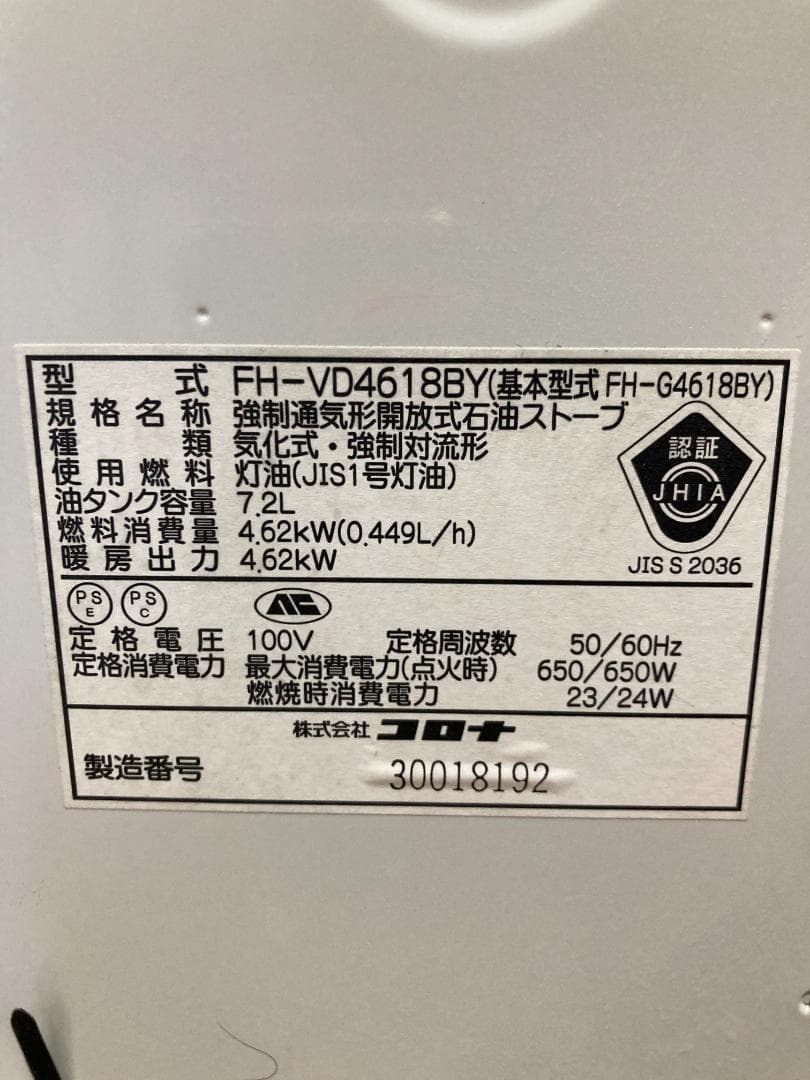 型式 FH-VD4618BY(基本型式 FH-G4618BY)
規格名称 強制通気形開放式石油ストーブ
種類 気化式・強制対流形
使用燃料 灯油(JIS1号灯油)
油タンク容量 7.2L
燃料消費量 4.62kW(0.449L/h)
暖房出力 4.62kW
認証
JHIA
JIS S 2036
PS E
PS C
定格電圧 100V 定格周波数 50/60Hz
定格消費電力 最大消費電力(点火時) 650/650W
燃焼時消費電力 23/24W
株式会社 コロナ
製造番号 30018192